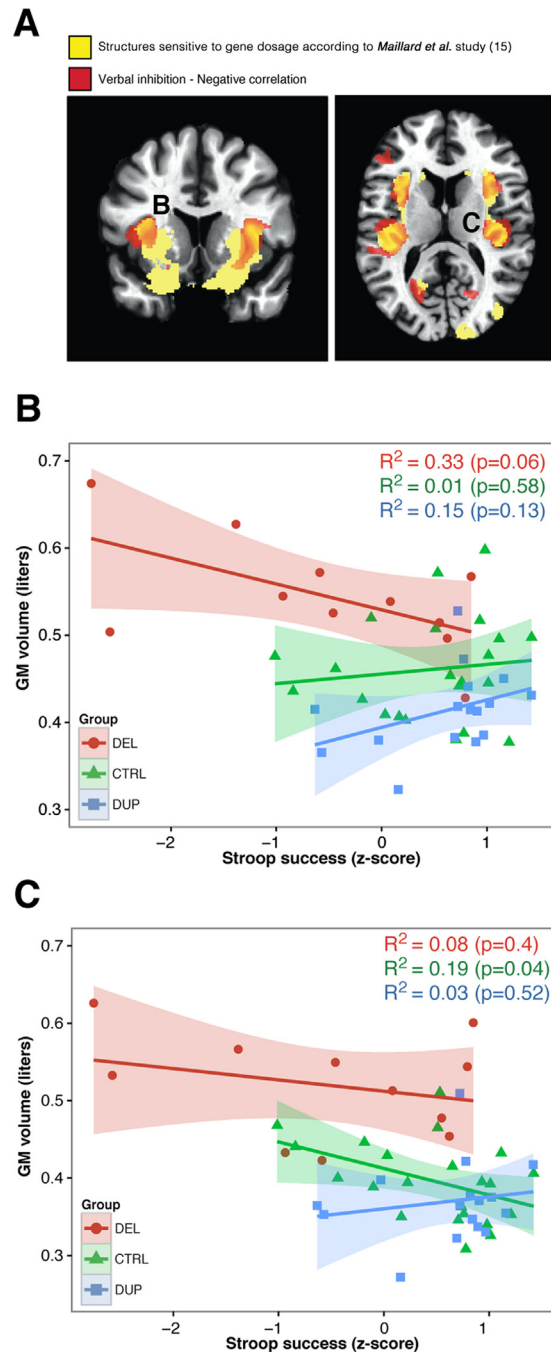 A
Structures sensitive to gene dosage according to Maillard et al. study (15)
Verbal inhibition - Negative correlation
B
C
B
R² = 0.33 (p=0.06)
R² = 0.01 (p=0.58)
R² = 0.15 (p=0.13)
0.7
0.6
0.5
0.4
0.3
GM volume (liters)
Group
DEL
CTRL
DUP
−2
−1
0
1
Stroop success (z-score)
C
R² = 0.08 (p=0.4)
R² = 0.19 (p=0.04)
R² = 0.03 (p=0.52)
0.7
0.6
0.5
0.4
0.3
GM volume (liters)
Group
DEL
CTRL
DUP
−2
−1
0
1
Stroop success (z-score)